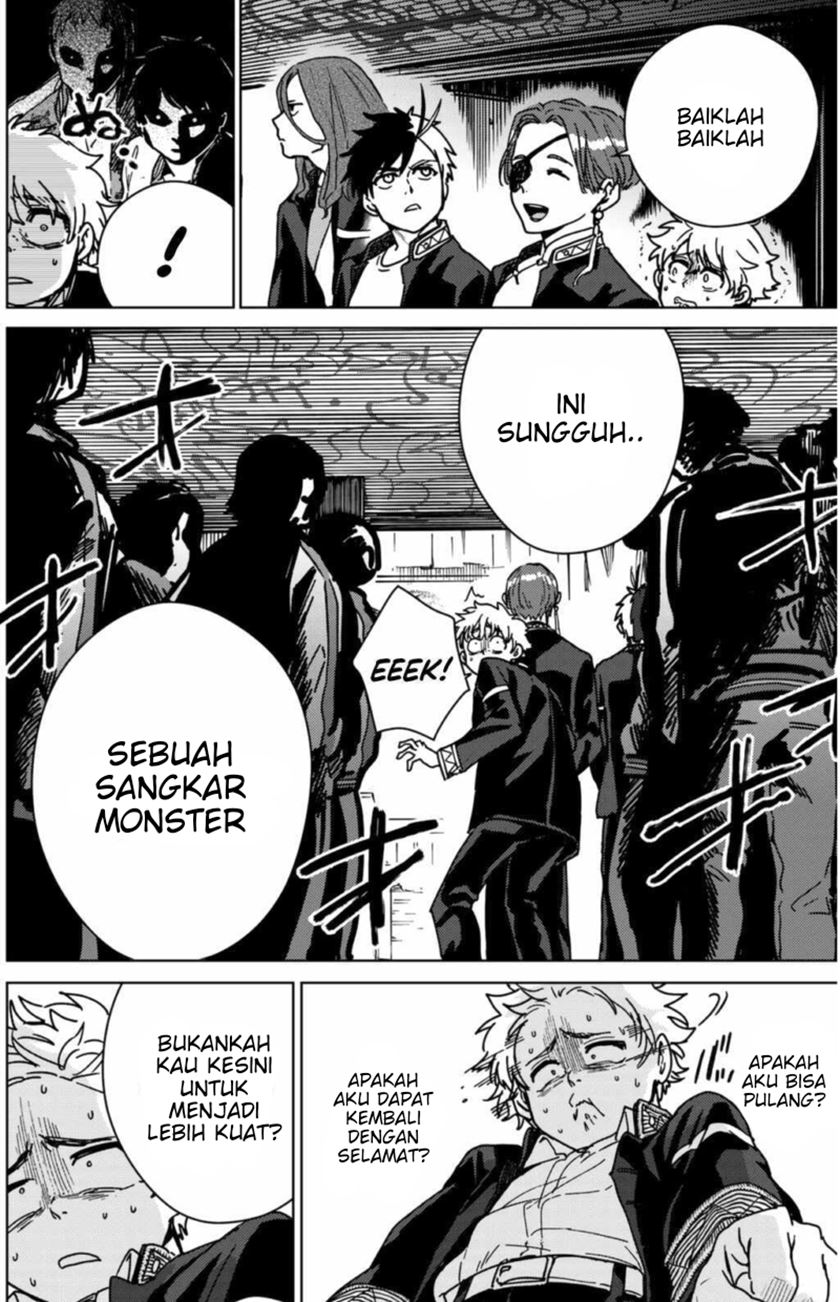 BAIKLAH
BAIKLAH
ぬ
!
INI
SUNGGUH..
EEEK!
SEBUAH
SANGKAR
MONSTER
APAKAH
AKU BISA
PULANG?
APAKAH
AKU DAPAT
KEMBALI
DENGAN
SELAMAT?
BUKANKAH
KAU KESINI
UNTUK
MENJADI
LEBIH KUAT?